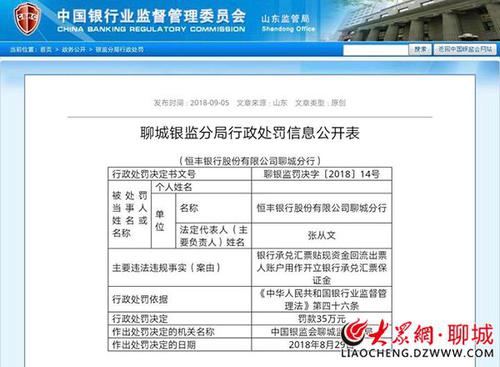 中国银行业监督管理委员会
CHINA BANKING REGULATORY COMMISSION
山东监管局
Shandong Office
首页 > 政务公开 > 银监分局行政处罚
搜索
返回中国银监会网站
发布时间：2018-09-05 文章来源：山东 文章类型：原创
聊城银监分局行政处罚信息公开表
（恒丰银行股份有限公司聊城分行）
行政处罚决定书文号 聊银监罚决字〔2018〕14号
被处罚当事人姓名或名称
个人姓名
单位
名称 恒丰银行股份有限公司聊城分行
法定代表人（主要负责人）姓名 张从文
主要违法违规事实（案由）
银行承兑汇票贴现资金回流出票
人账户用作开立银行承兑汇票保
证金
行政处罚依据
《中华人民共和国银行业监督管
理法》第四十六条
行政处罚决定 罚款35万元
作出处罚决定的机关名称 中国银监会聊城监 局
作出处罚决定的日期 2018年8月29
大众网·聊城
LIAOCHENG.DZWWW.COM